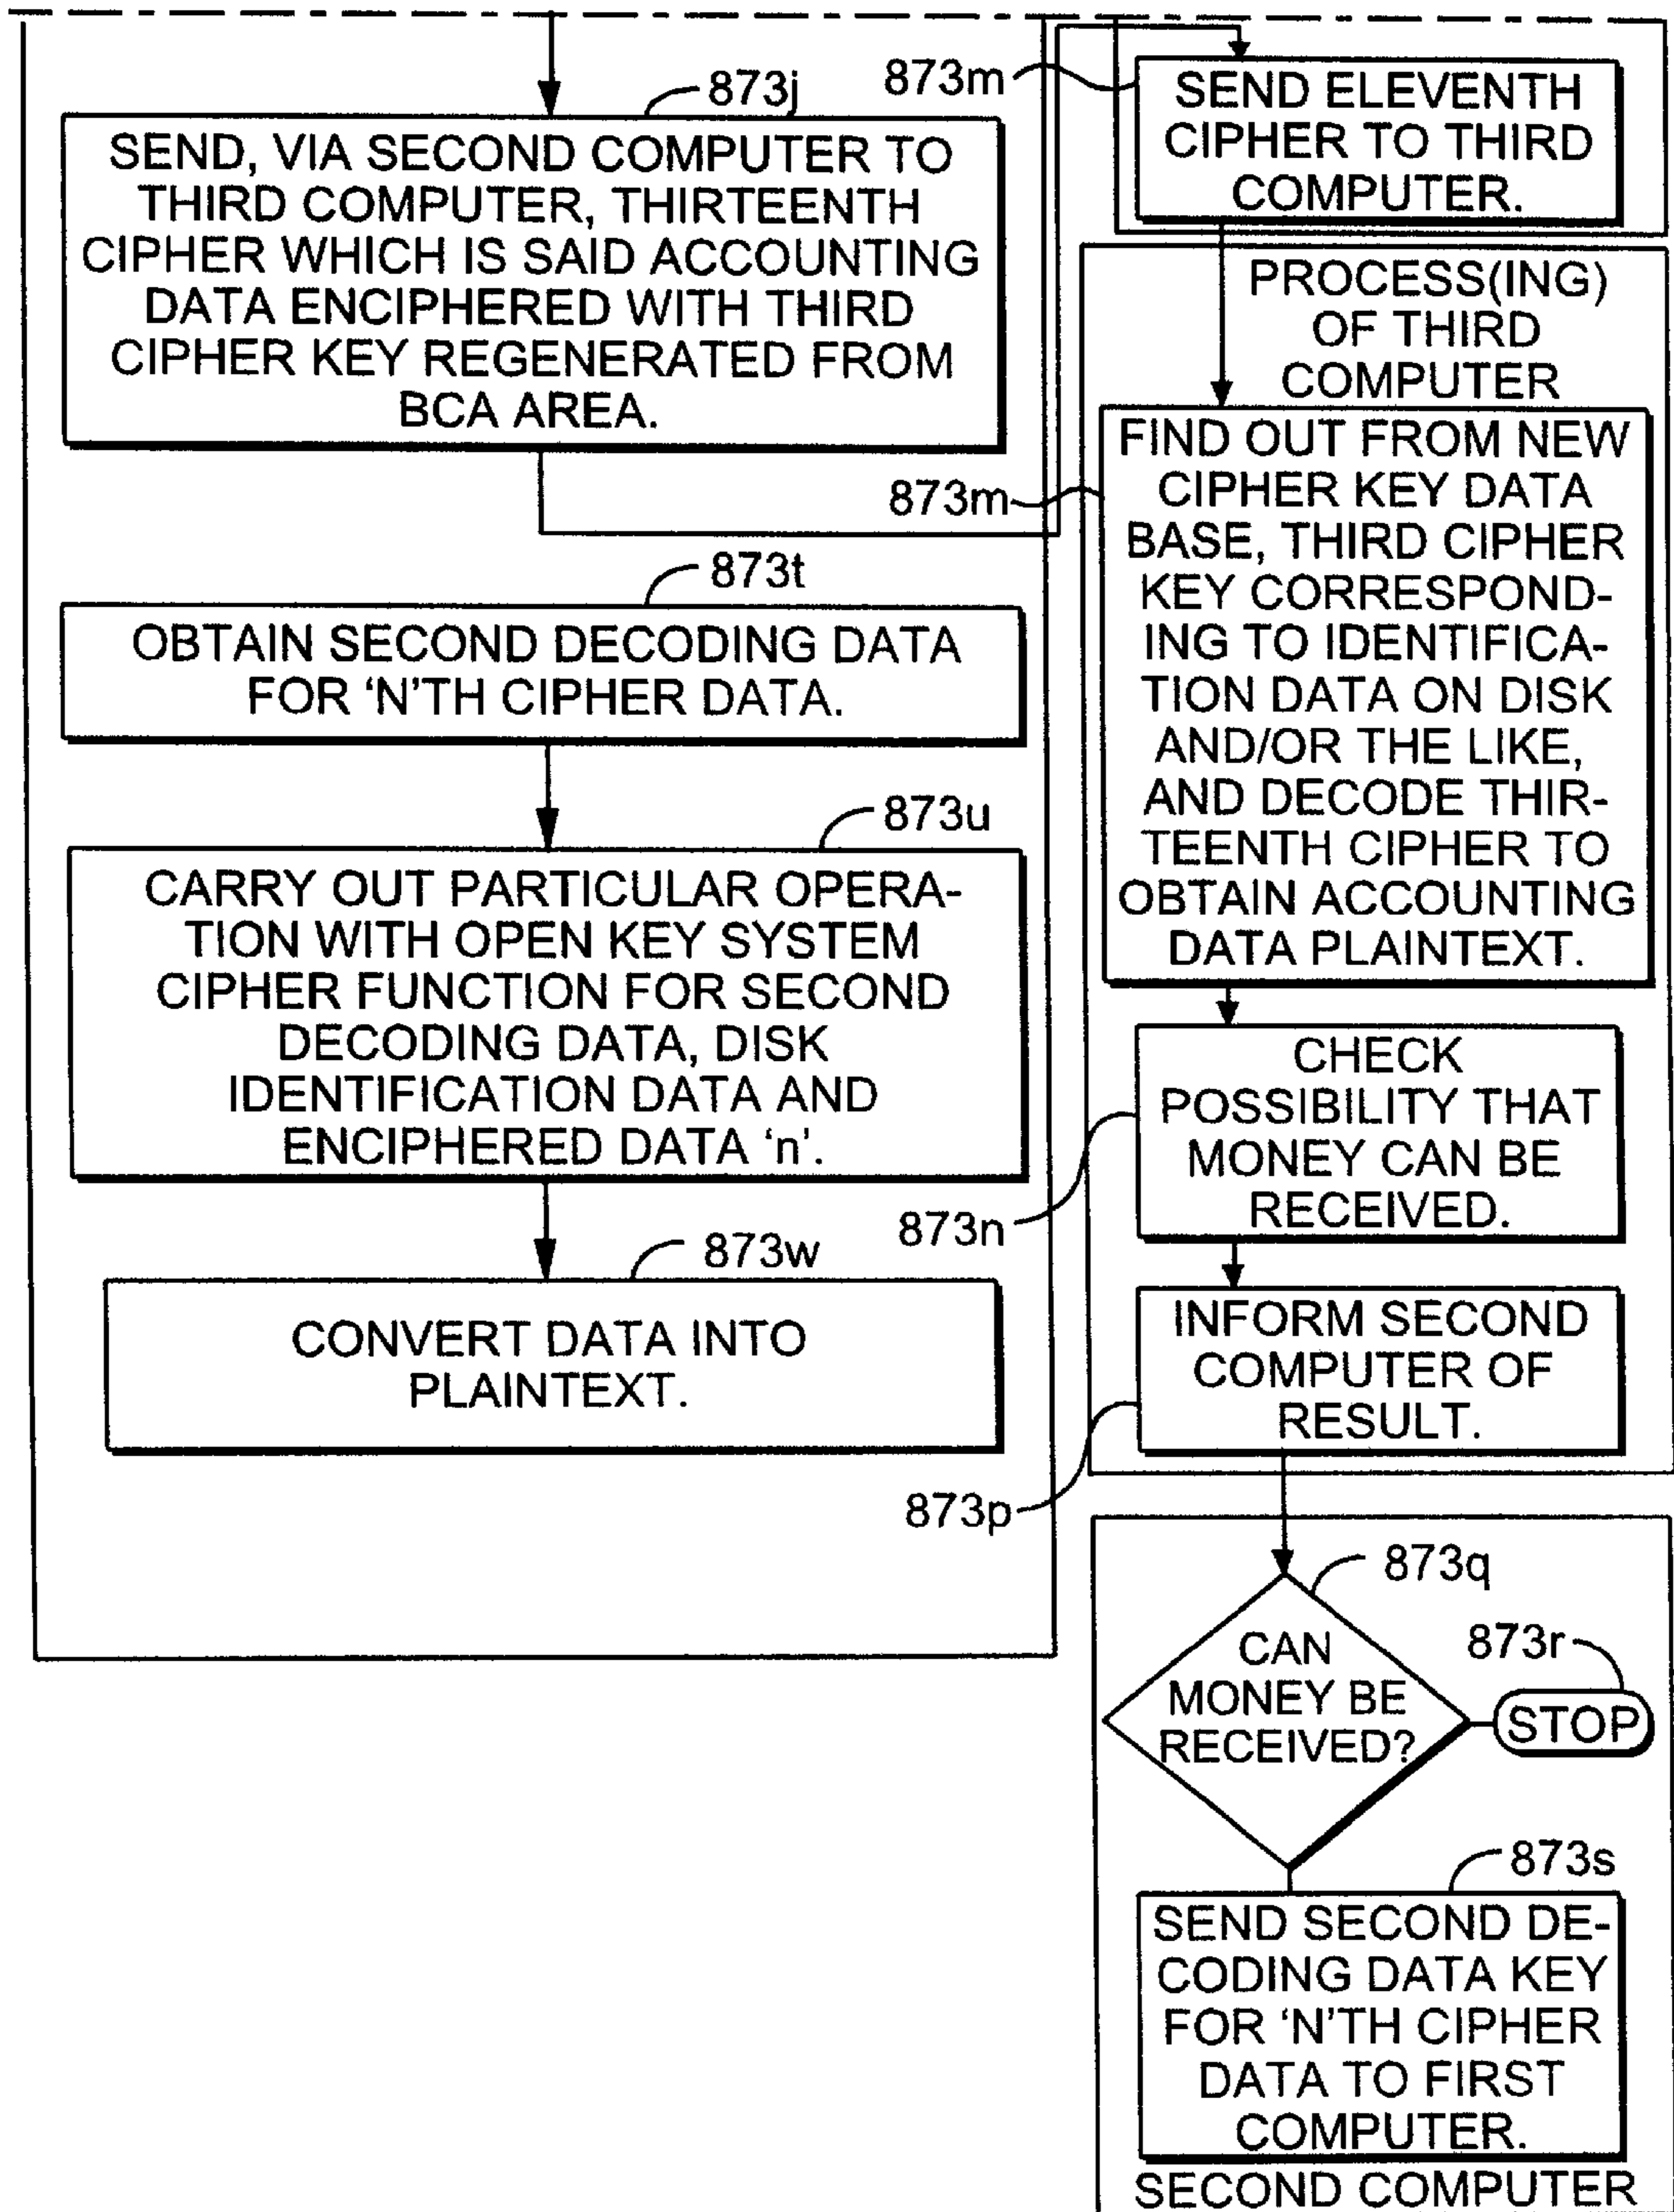 873j
SEND, VIA SECOND COMPUTER TO
THIRD COMPUTER, THIRTEENTH
CIPHER WHICH IS SAID ACCOUNTING
DATA ENCIPHERED WITH THIRD
CIPHER KEY REGENERATED FROM
BCA AREA.
873t
OBTAIN SECOND DECODING DATA
FOR ‘N’TH CIPHER DATA.
873u
CARRY OUT PARTICULAR OPERA-
TION WITH OPEN KEY SYSTEM
CIPHER FUNCTION FOR SECOND
DECODING DATA, DISK
IDENTIFICATION DATA AND
ENCIPHERED DATA ‘n’.
873w
CONVERT DATA INTO
PLAINTEXT.
873m
SEND ELEVENTH
CIPHER TO THIRD
COMPUTER.
PROCESS(ING)
OF THIRD
COMPUTER
873m
FIND OUT FROM NEW
CIPHER KEY DATA
BASE, THIRD CIPHER
KEY CORRESPOND-
ING TO IDENTIFICA-
TION DATA ON DISK
AND/OR THE LIKE,
AND DECODE THIR-
TEENTH CIPHER TO
OBTAIN ACCOUNTING
DATA PLAINTEXT.
873n
CHECK
POSSIBILITY THAT
MONEY CAN BE
RECEIVED.
873p
INFORM SECOND
COMPUTER OF
RESULT.
873q
CAN
MONEY BE
RECEIVED?
873r
STOP
873s
SEND SECOND DE-
CODING DATA KEY
FOR ‘N’TH CIPHER
DATA TO FIRST
COMPUTER.
SECOND COMPUTER